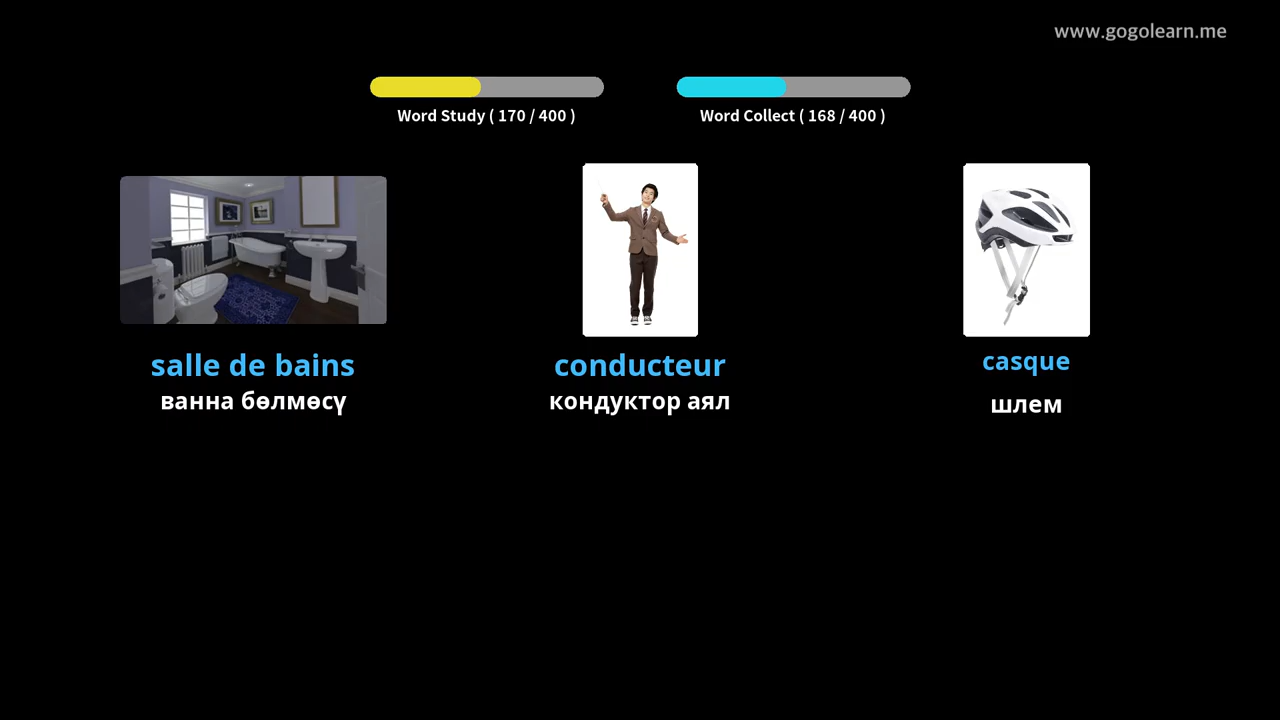 www.gogolearn.me
Word Study ( 170 / 400 )
Word Collect ( 168 / 400 )
salle de bains
conducteur
casque
ванна бөлмөсү
кондуктор аял
шлем